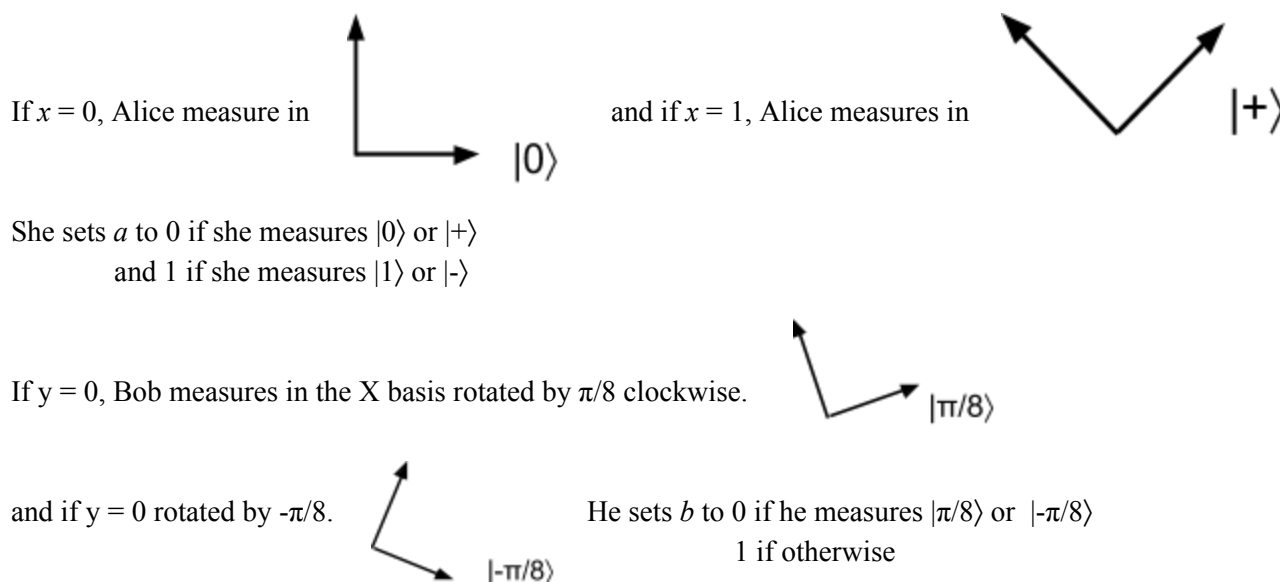 If x = 0, Alice measure in |0⟩ and if x = 1, Alice measures in |+⟩
She sets a to 0 if she measures |0⟩ or |+⟩
and 1 if she measures |1⟩ or |-⟩
If y = 0, Bob measures in the X basis rotated by π/8 clockwise. |π/8⟩
and if y = 0 rotated by -π/8. |-π/8⟩ He sets b to 0 if he measures |π/8⟩ or |-π/8⟩
1 if otherwise